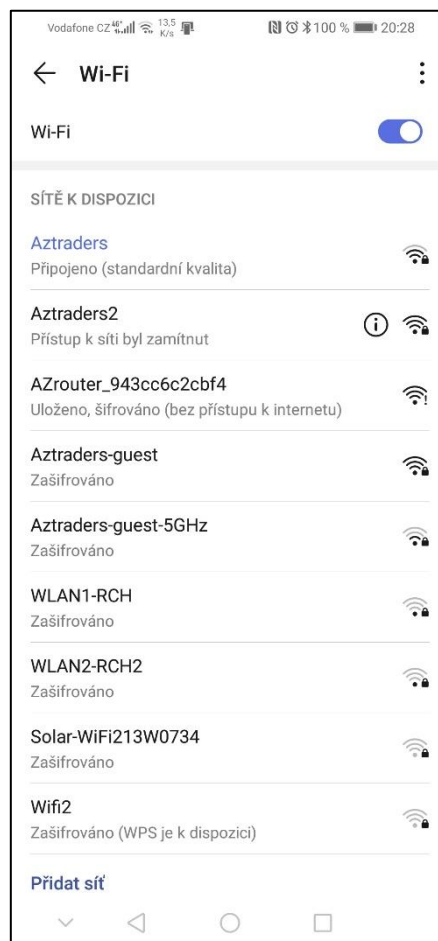 Vodafone CZ 4G+ 13,5 K/s 100 % 20:28
Wi-Fi
Wi-Fi
SÍTĚ K DISPOZICI
Aztraders
Připojeno (standardní kvalita)
Aztraders2
Přístup k síti byl zamítnut
AZrouter_943cc6c2cbf4
Uloženo, šifrováno (bez přístupu k internetu)
Aztraders-guest
Zašifrováno
Aztraders-guest-5GHz
Zašifrováno
WLAN1-RCH
Zašifrováno
WLAN2-RCH2
Zašifrováno
Solar-WiFi213W0734
Zašifrováno
Wifi2
Zašifrováno (WPS je k dispozici)
Přidat síť